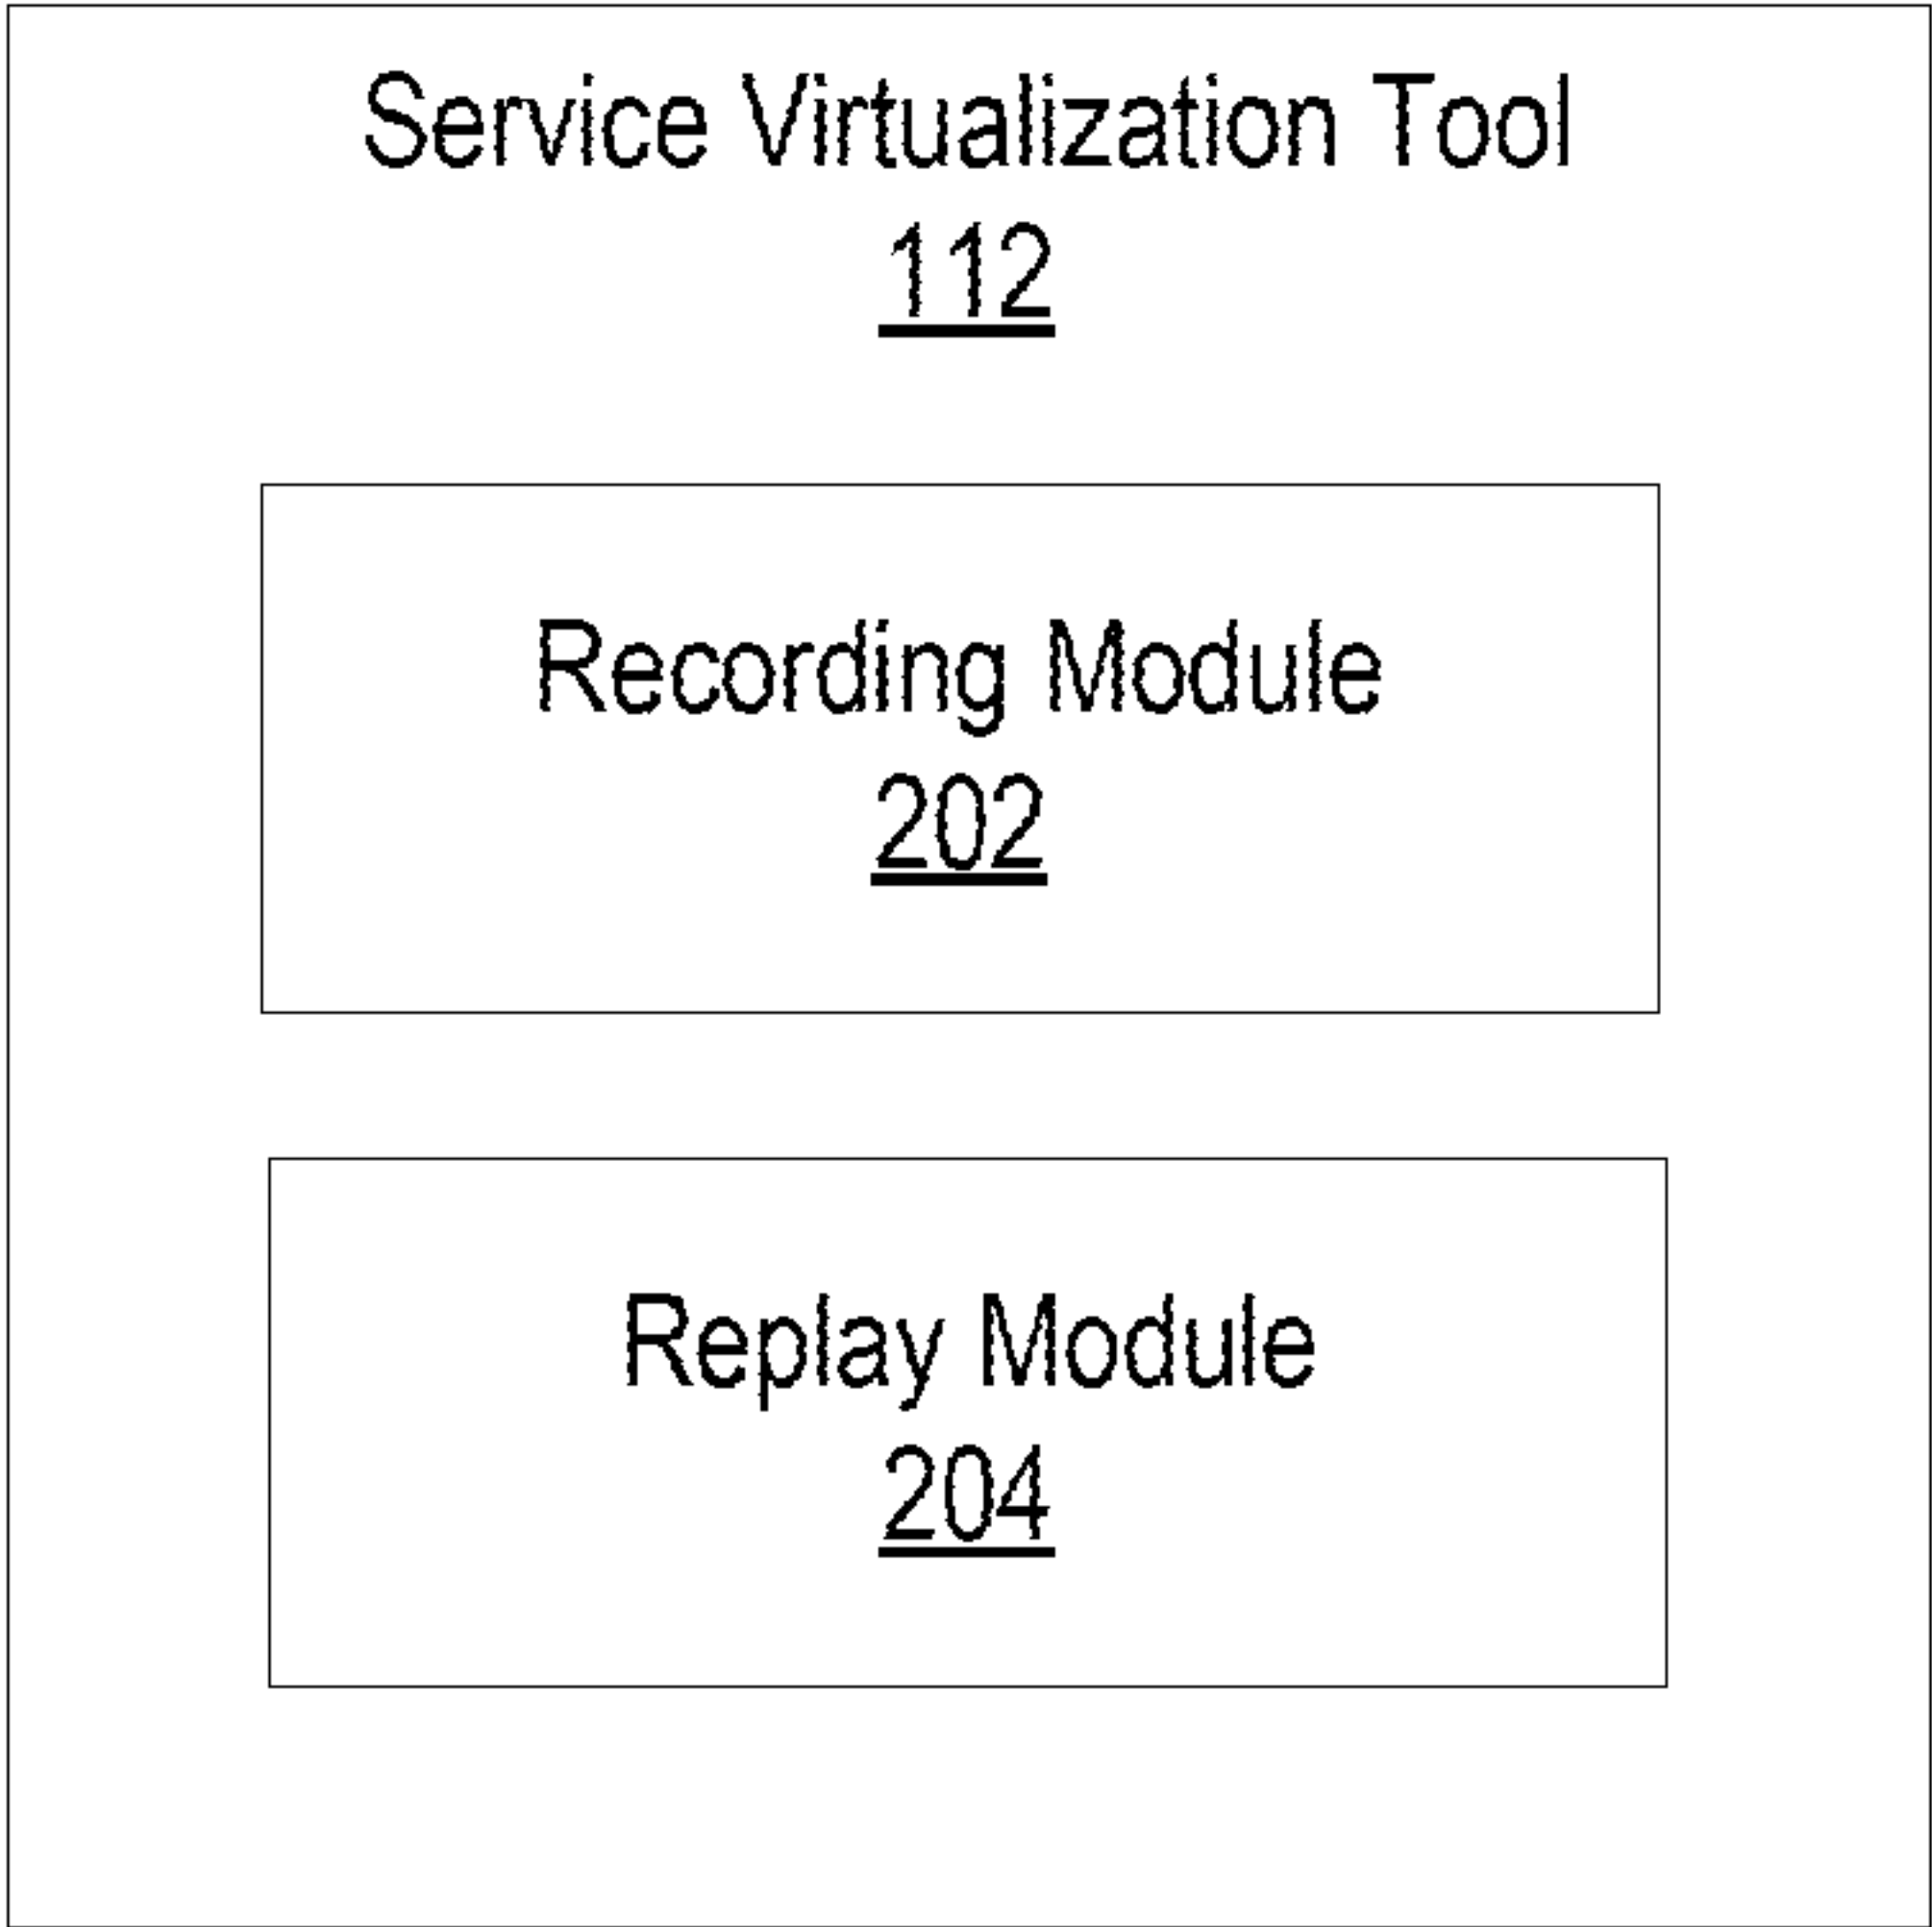 Service Virtualization Tool
112
Recording Module
202
Replay Module
204